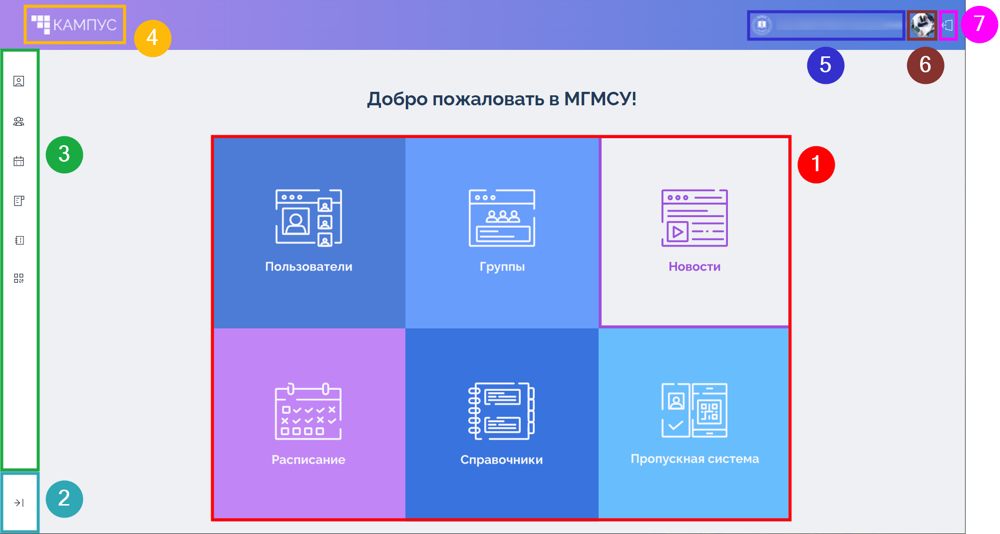 КАМПУС
4
7
5
6
Добро пожаловать в МГМСУ!
3
1
Пользователи
Группы
Новости
Расписание
Справочники
Пропускная система
2